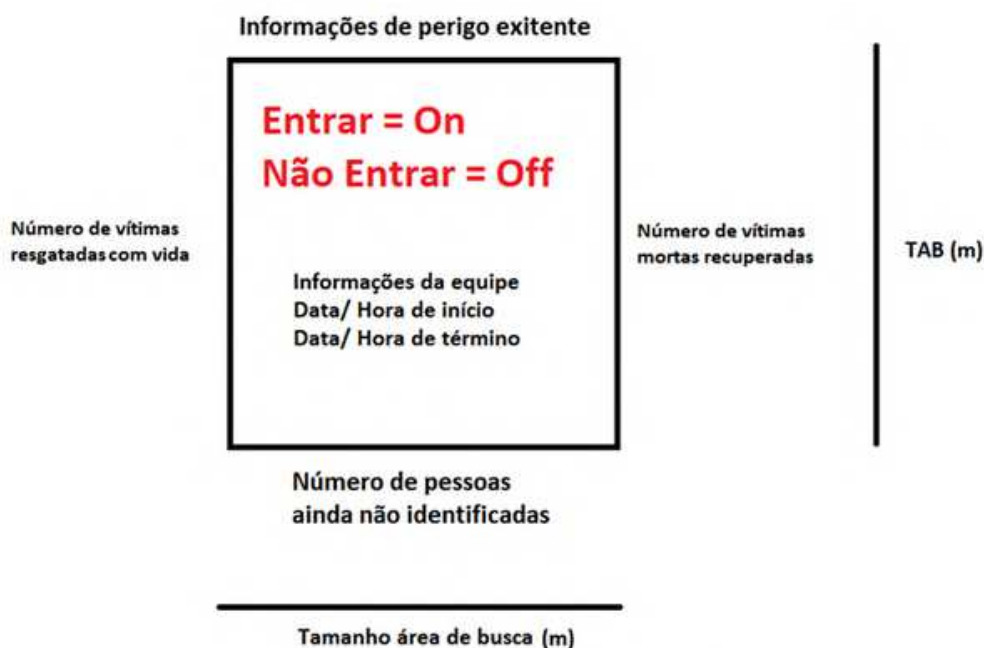 Informações de perigo exitente
Entrar = On
Não Entrar = Off
Número de vítimas
resgatadas com vida
Informações da equipe
Data/ Hora de início
Data/ Hora de término
Número de vítimas
mortas recuperadas
TAB (m)
Número de pessoas
ainda não identificadas
Tamanho área de busca (m)